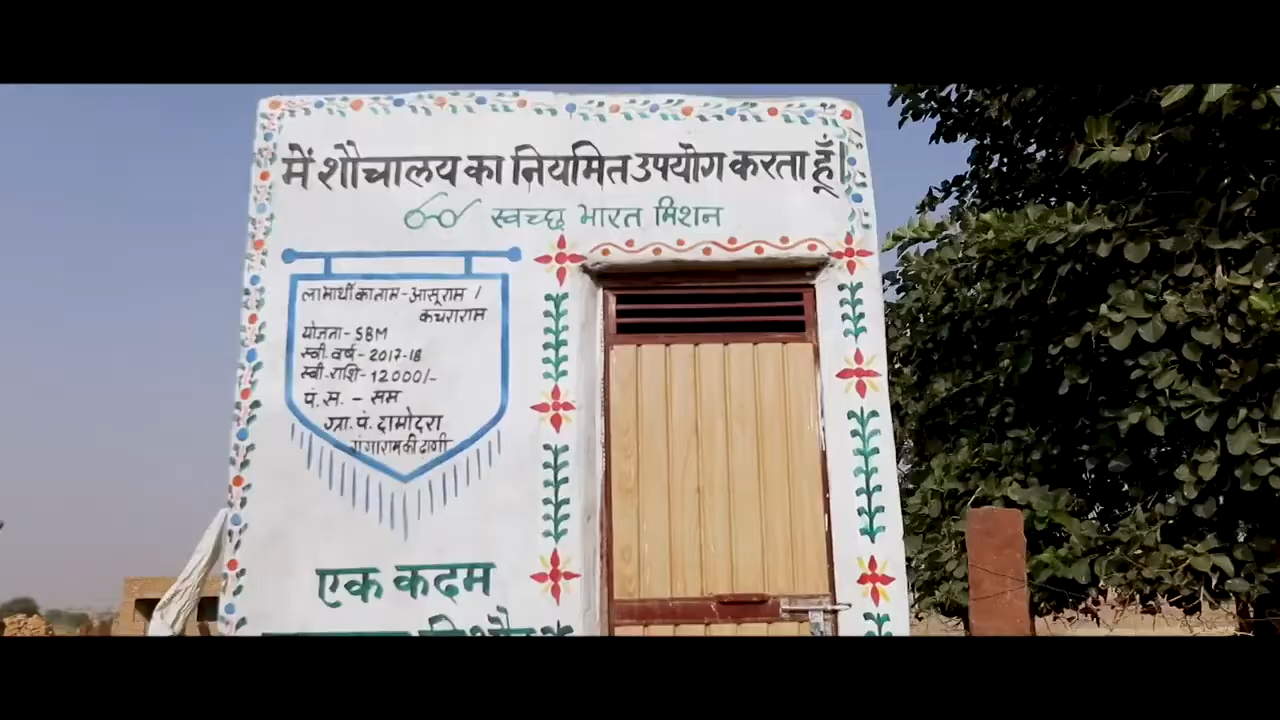 में शौचालय का नियमित उपयोग करता हूँ।
स्वच्छ भारत मिशन
लाभार्थी का नाम - आसूराम /
कचराराम
योजना - SBM
स्वी. वर्ष - 2017-18
स्वी. राशि - 12000/-
पं. स. - सम
ग्रा. पं. दामोदरा
गंगाराम की ढाणी
एक कदम